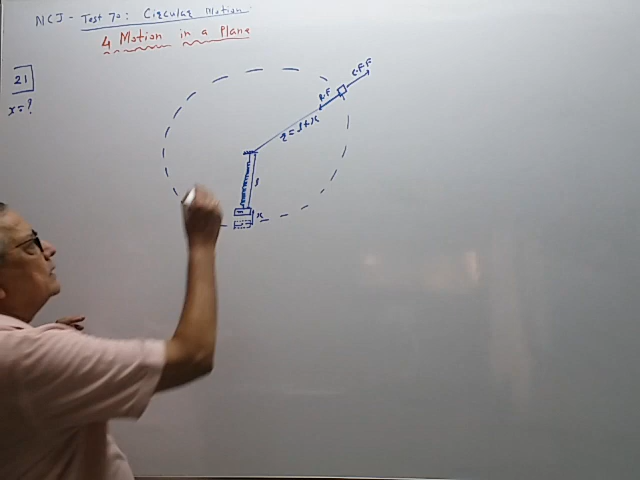 NCJ - Test 70: Circular Motion
4 Motion in a Plane
21
x = ?
C.F.F
R.F
r = l + x
l
m
x